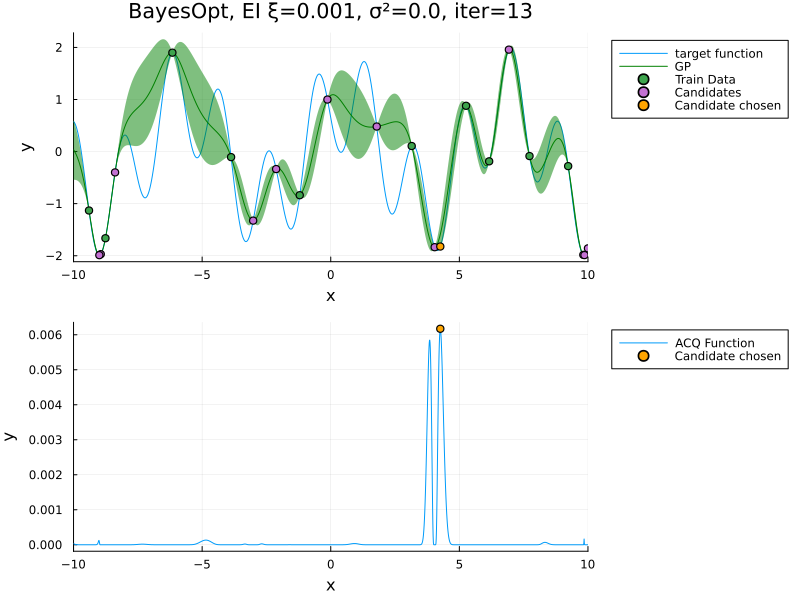 BayesOpt, EI ξ=0.001, σ²=0.0, iter=13
2
1
0
−1
−2
y
−10
−5
0
5
10
x
target function
GP
Train Data
Candidates
Candidate chosen
0.006
0.005
0.004
0.003
0.002
0.001
0.000
y
−10
−5
0
5
10
x
ACQ Function
Candidate chosen